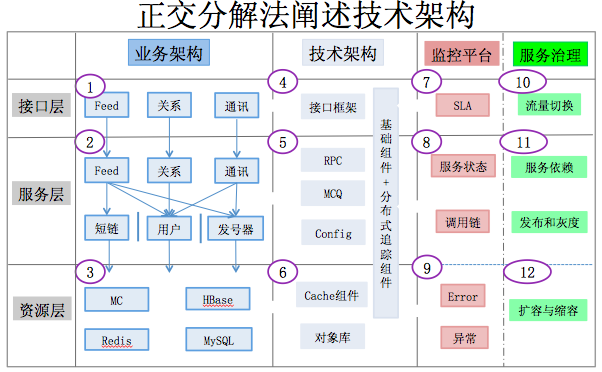 正文分解法阐述技术架构
业务架构
技术架构
监控平台
服务治理
接口层
1
Feed
关系
通讯
4
接口框架
7
SLA
10
流量切换
服务层
2
Feed
关系
通讯
短链
用户
发号器
5
RPC
MCQ
Config
基础组件+分布式追踪组件
8
服务状态
调用链
11
服务依赖
发布和灰度
资源层
3
MC
HBase
Redis
MySQL
6
Cache组件
对象库
9
Error
异常
12
扩容与缩容